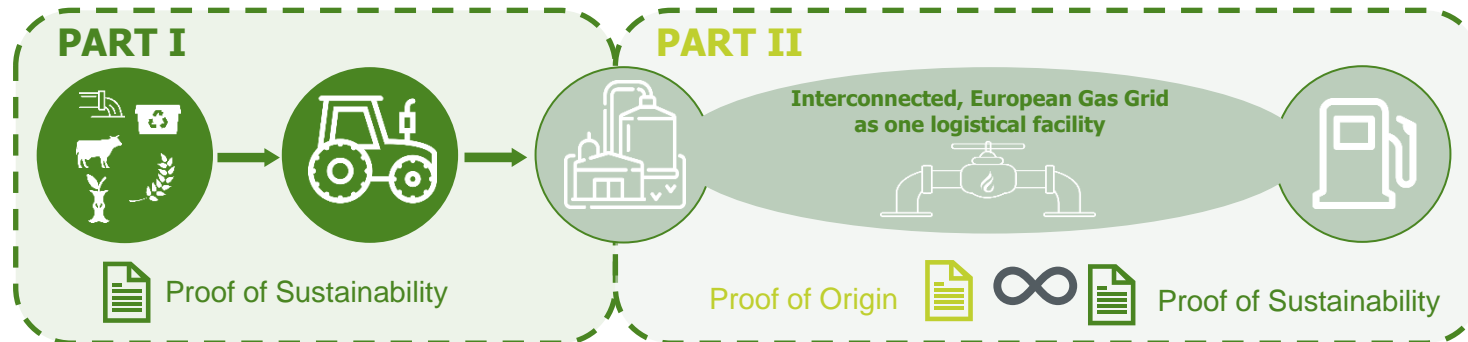 PART I
PART II
Interconnected, European Gas Grid
as one logistical facility
Proof of Sustainability
Proof of Origin
Proof of Sustainability